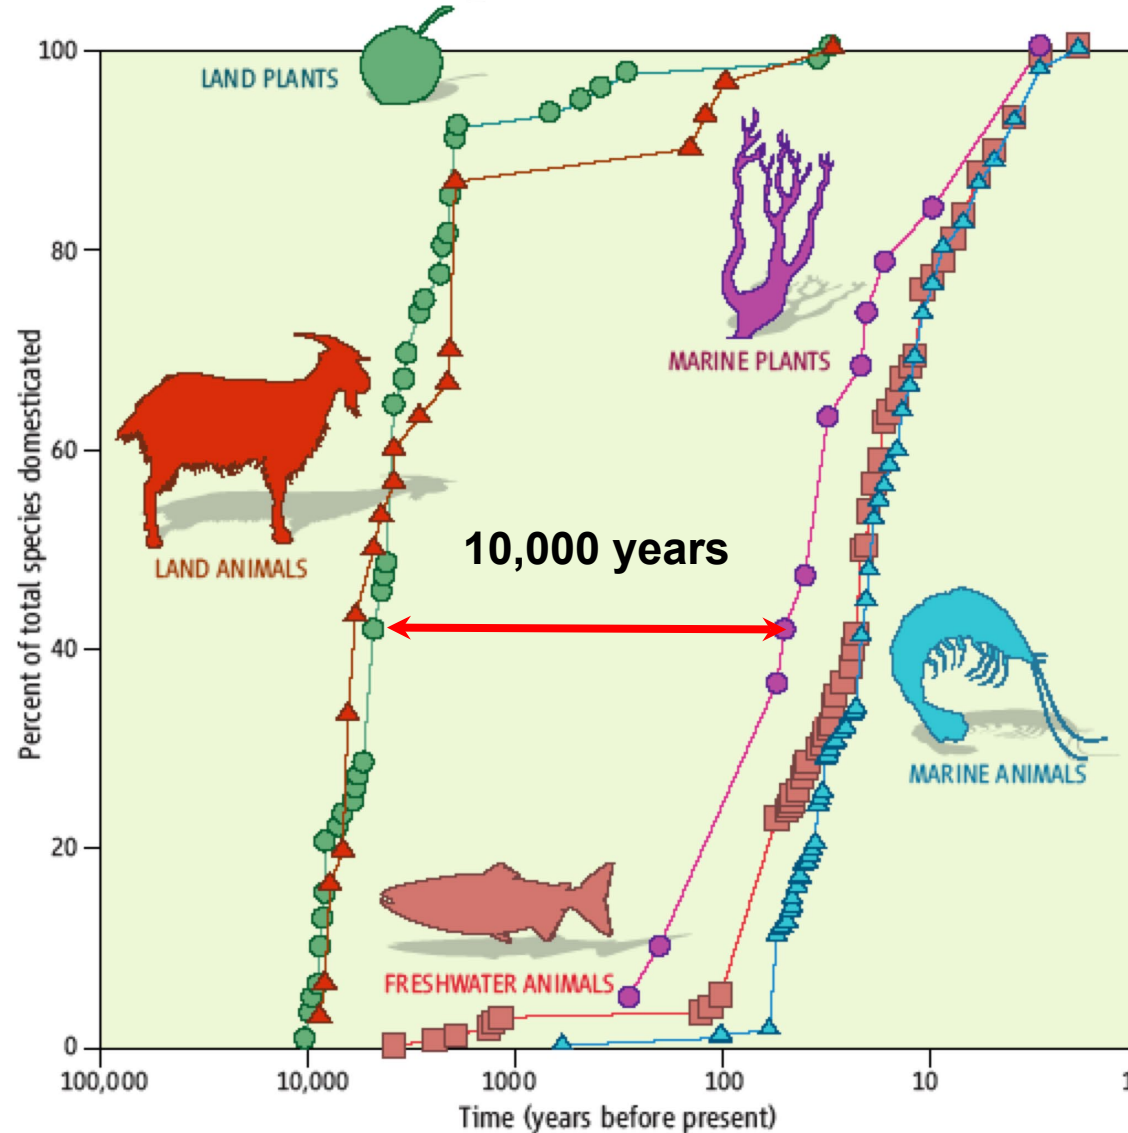 100
LAND PLANTS
80
MARINE PLANTS
60
10,000 years
LAND ANIMALS
40
MARINE ANIMALS
20
FRESHWATER ANIMALS
0
100,000 10,000 1000 100 10 1
Time (years before present)
Percent of total species domesticated